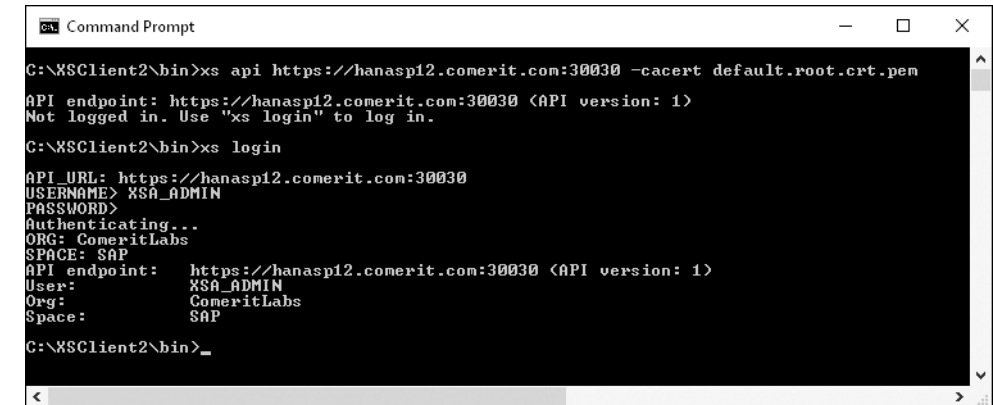 Command Prompt
C:\XSClient2\bin>xs api https://hanasp12.comerit.com:30030 -cacert default.root.crt.pem
API endpoint: https://hanasp12.comerit.com:30030 (API version: 1)
Not logged in. Use "xs login" to log in.
C:\XSClient2\bin>xs login
API_URL: https://hanasp12.comerit.com:30030
USERNAME> XSA_ADMIN
PASSWORD>
Authenticating...
ORG: ComeritLabs
SPACE: SAP
API endpoint: https://hanasp12.comerit.com:30030 (API version: 1)
User: XSA_ADMIN
Org: ComeritLabs
Space: SAP
C:\XSClient2\bin>_